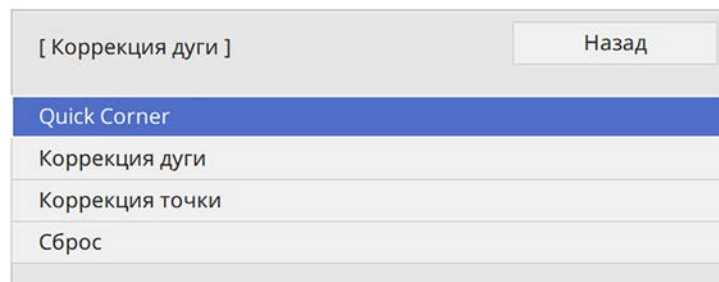 [ Коррекция дуги ]
Назад
Quick Corner
Коррекция дуги
Коррекция точки
Сброс